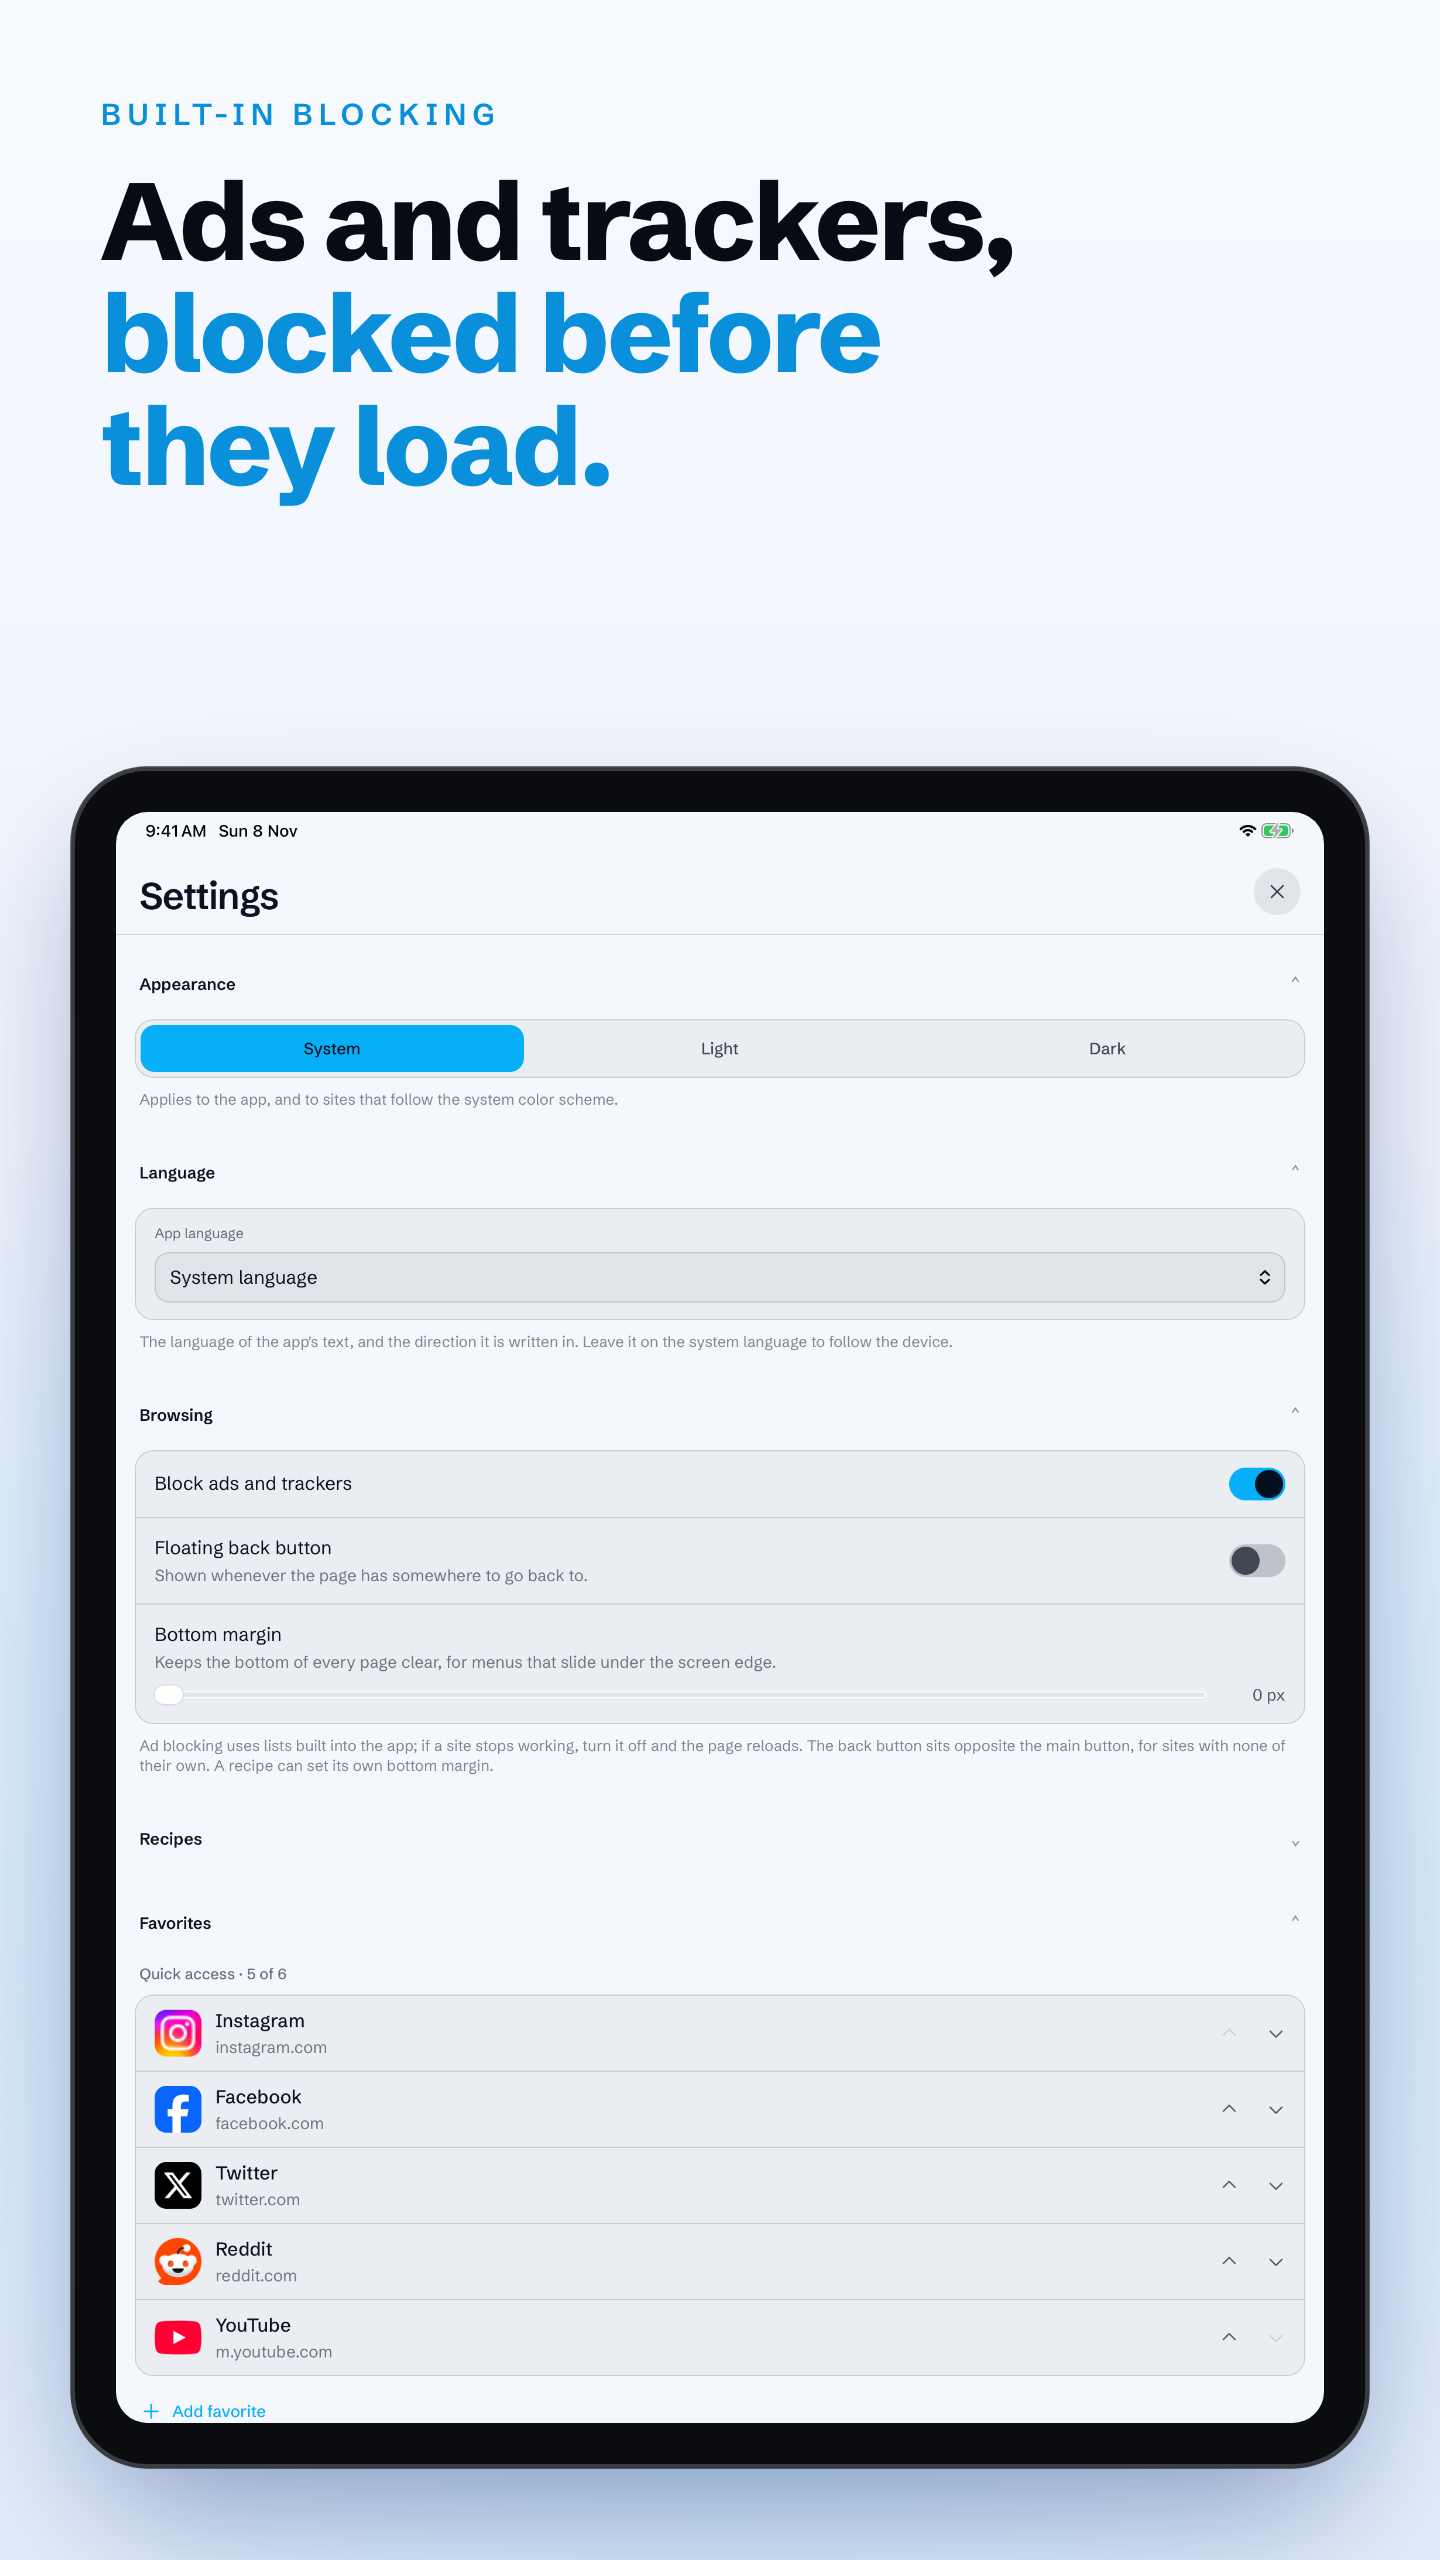 BUILT-IN BLOCKING
Ads and trackers,
blocked before
they load.
9:41 AM Sun 8 Nov
Settings
Appearance
System Light Dark
Applies to the app, and to sites that follow the system color scheme.
Language
App language
System language
The language of the app's text, and the direction it is written in. Leave it on the system language to follow the device.
Browsing
Block ads and trackers
Floating back button
Shown whenever the page has somewhere to go back to.
Bottom margin
Keeps the bottom of every page clear, for menus that slide under the screen edge.
0 px
Ad blocking uses lists built into the app; if a site stops working, turn it off and the page reloads. The back button sits opposite the main button, for sites with none of
their own. A recipe can set its own bottom margin.
Recipes
Favorites
Quick access · 5 of 6
Instagram
instagram.com
Facebook
facebook.com
Twitter
twitter.com
Reddit
reddit.com
YouTube
m.youtube.com
Add favorite